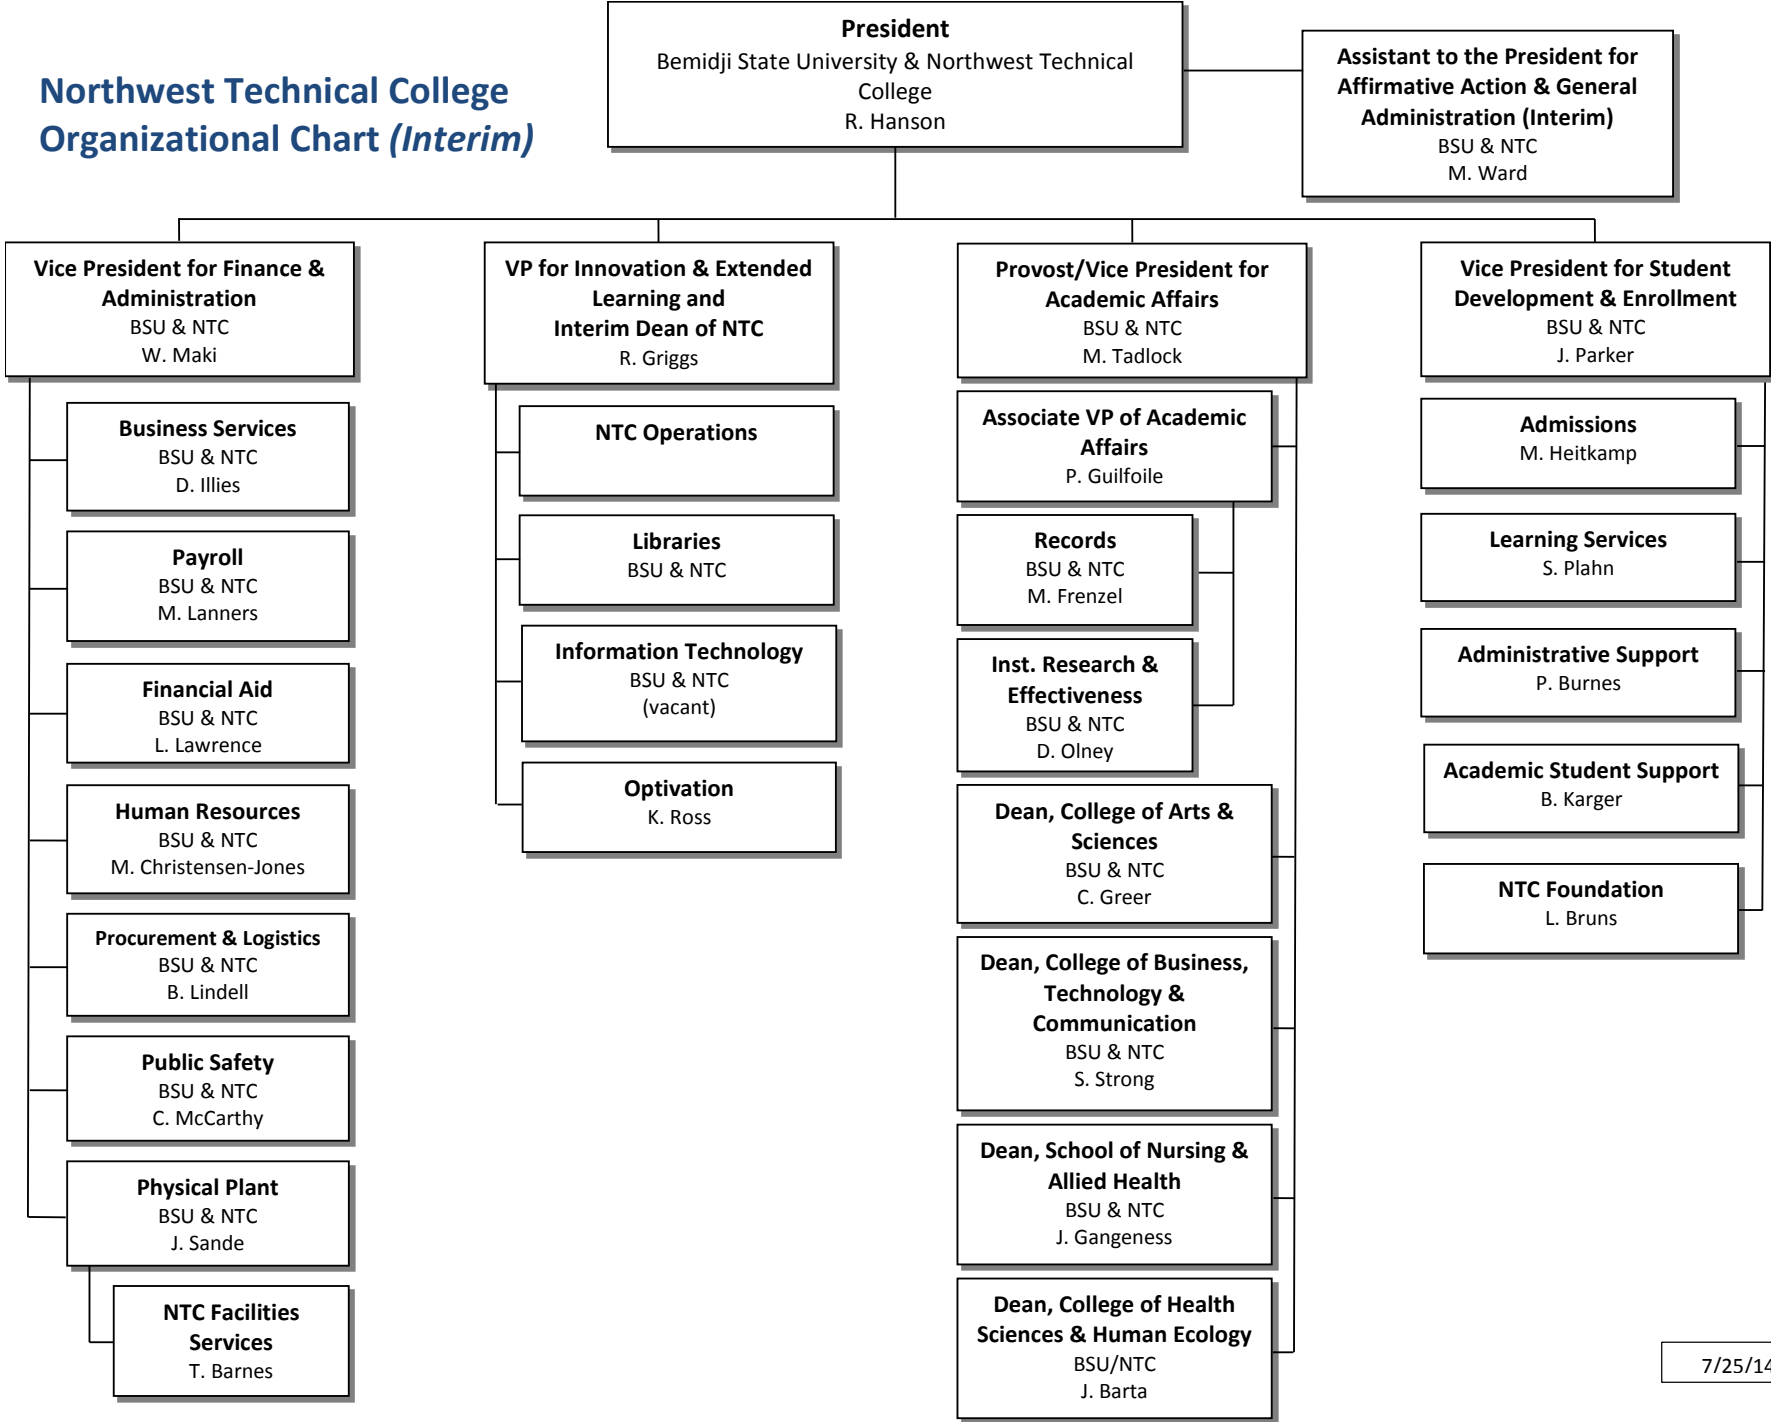 Northwest Technical College
Organizational Chart (Interim)
President
Bemidji State University & Northwest Technical
College
R. Hanson
Assistant to the President for
Affirmative Action & General
Administration (Interim)
BSU & NTC
M. Ward
Vice President for Finance &
Administration
BSU & NTC
W. Maki
Business Services
BSU & NTC
D. Illies
Payroll
BSU & NTC
M. Lanners
Financial Aid
BSU & NTC
L. Lawrence
Human Resources
BSU & NTC
M. Christensen-Jones
Procurement & Logistics
BSU & NTC
B. Lindell
Public Safety
BSU & NTC
C. McCarthy
Physical Plant
BSU & NTC
J. Sande
NTC Facilities
Services
T. Barnes
VP for Innovation & Extended
Learning and
Interim Dean of NTC
R. Griggs
NTC Operations
Libraries
BSU & NTC
Information Technology
BSU & NTC
(vacant)
Optivation
K. Ross
Provost/Vice President for
Academic Affairs
BSU & NTC
M. Tadlock
Associate VP of Academic
Affairs
P. Guilfoile
Records
BSU & NTC
M. Frenzel
Inst. Research &
Effectiveness
BSU & NTC
D. Olney
Dean, College of Arts &
Sciences
BSU & NTC
C. Greer
Dean, College of Business,
Technology &
Communication
BSU & NTC
S. Strong
Dean, School of Nursing &
Allied Health
BSU & NTC
J. Gangeness
Dean, College of Health
Sciences & Human Ecology
BSU/NTC
J. Barta
Vice President for Student
Development & Enrollment
BSU & NTC
J. Parker
Admissions
M. Heitkamp
Learning Services
S. Plahn
Administrative Support
P. Burnes
Academic Student Support
B. Karger
NTC Foundation
L. Bruns
7/25/14